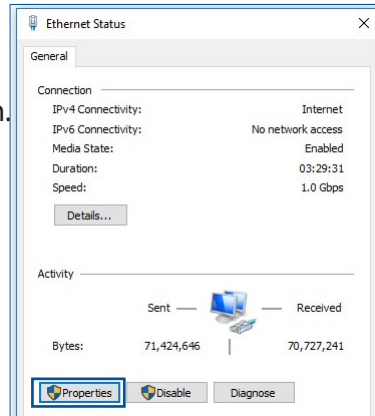 Ethernet Status
General
Connection
IPv4 Connectivity: Internet
IPv6 Connectivity: No network access
Media State: Enabled
Duration: 03:29:31
Speed: 1.0 Gbps
Details...
Activity
Sent — — Received
Bytes: 71,424,646 | 70,727,241
Properties Disable Diagnose